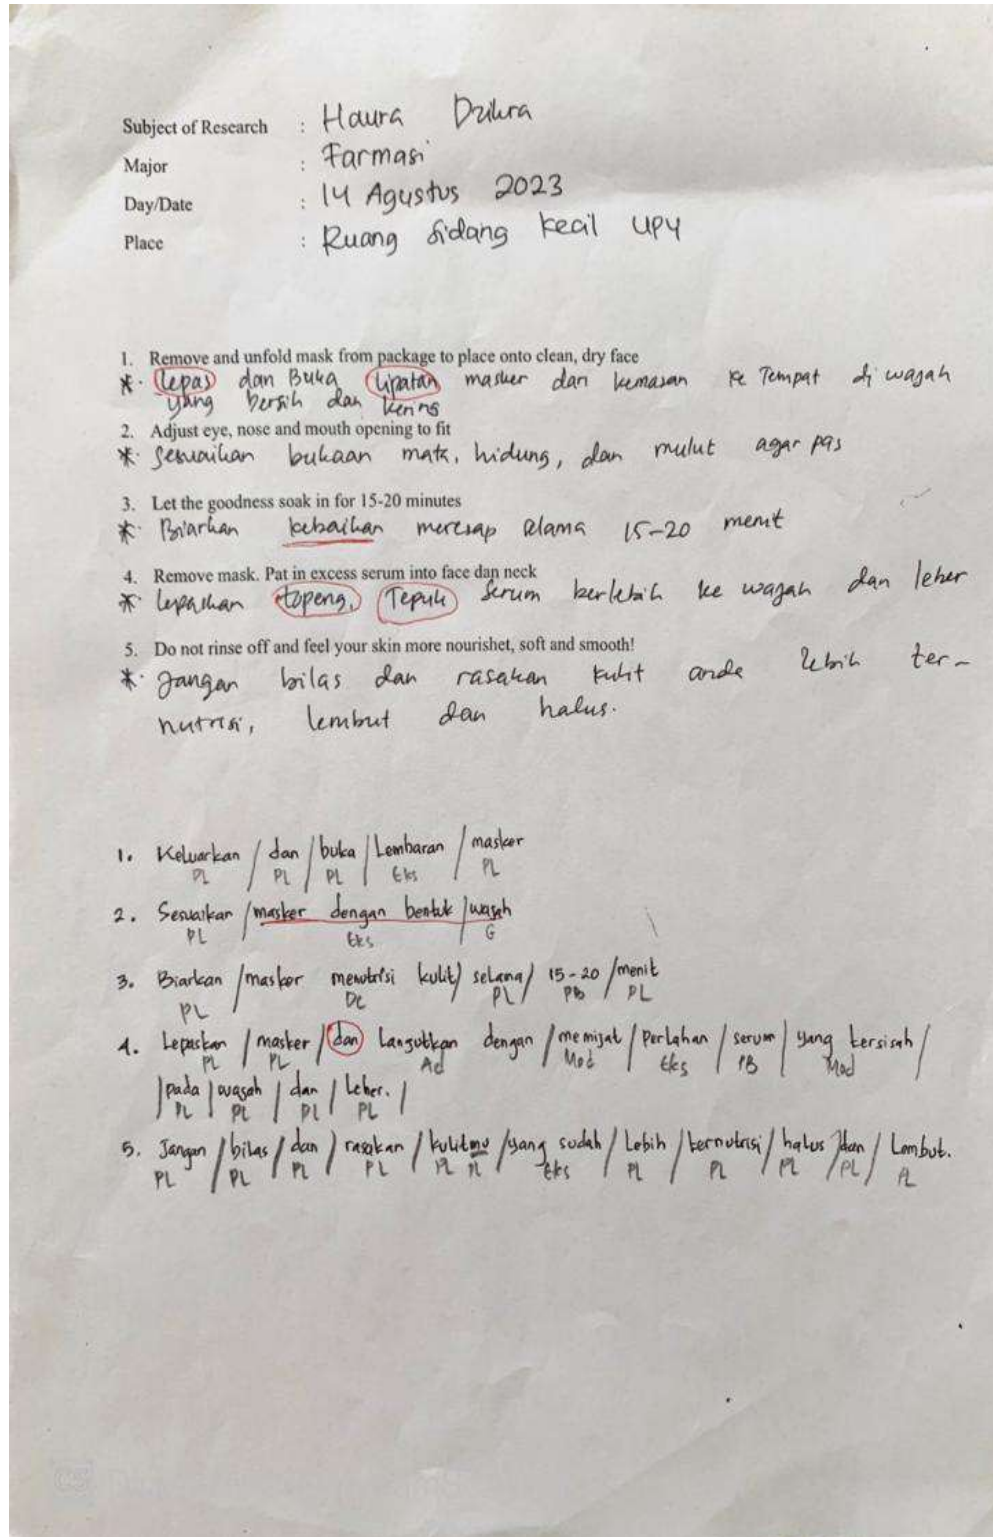 Subject of Research : Haura Dzikra
Major : Farmasi
Day/Date : 14 Agustus 2023
Place : Ruang Sidang Kecil UPY
1. Remove and unfold mask from package to place onto clean, dry face
* Lepas dan Buka lipatan masker dari kemasan ke Tempat di wajah
yang bersih dan kering
2. Adjust eye, nose and mouth opening to fit
* Sesuaikan bukaan mata, hidung, dan mulut agar pas
3. Let the goodness soak in for 15-20 minutes
* Biarkan kebaikan meresap selama 15-20 menit
4. Remove mask. Pat in excess serum into face dan neck
* Lepaskan topeng, Tepuk Serum berlebih ke wajah dan leher
5. Do not rinse off and feel your skin more nourishet, soft and smooth!
* Jangan bilas dan rasakan kulit anda lebih ter-
nutrisi, lembut dan halus.
1. Keluarkan / dan / buka / Lembaran / masker
PL PL PL Eks PL
2. Sesuaikan / masker dengan bentuk / wajah
PL Eks G
3. Biarkan / masker menutrisi kulit / selama / 15-20 / menit
PL DC PL PB PL
4. Lepaskan / masker / dan Lanjutkan dengan / memijat / Perlahan / serum / yang tersisah /
PL PL Ad Mod Eks PB Mod
/ pada / wajah / dan / Leher. /
PL PL PL PL
5. Jangan / bilas / dan / rasakan / kulitmu / yang sudah / Lebih / ternutrisi / halus / dan / Lembut.
PL PL PL PL PL PL Eks PL PL PL PL PL